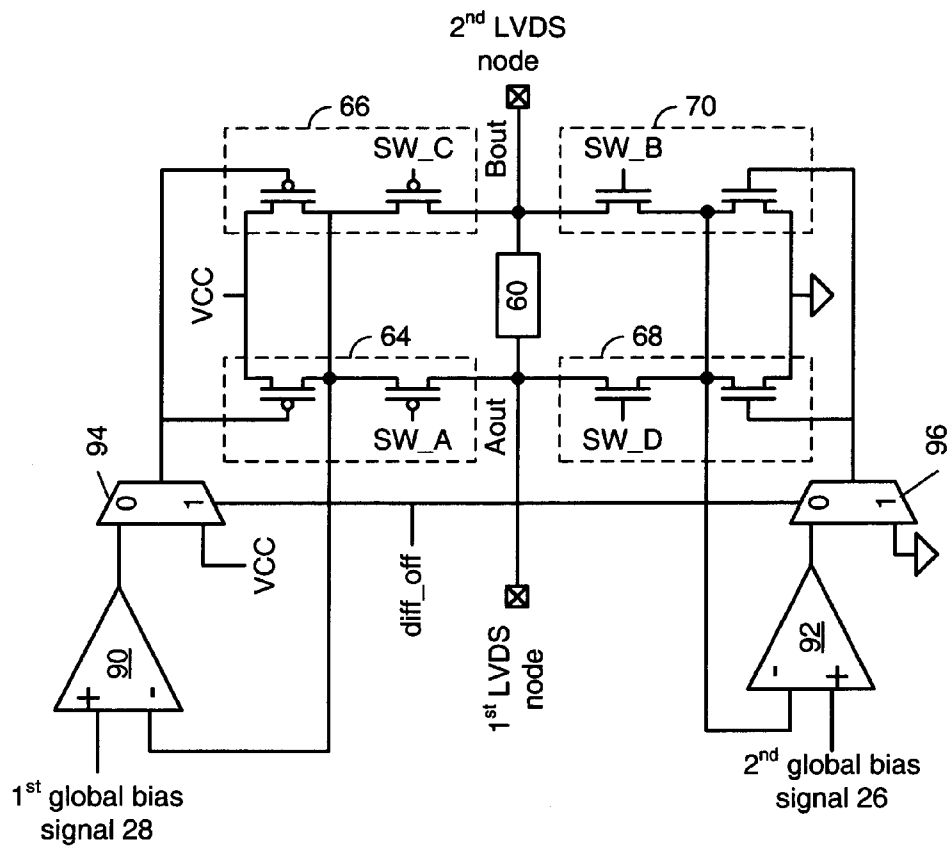 2nd LVDS
node
66
70
SW_C
Bout
SW_B
VCC
60
64
68
SW_A
Aout
SW_D
94
0
1
VCC
diff_off
96
0
1
90
+
-
1st LVDS
node
92
-
+
1st global bias
signal 28
2nd global bias
signal 26